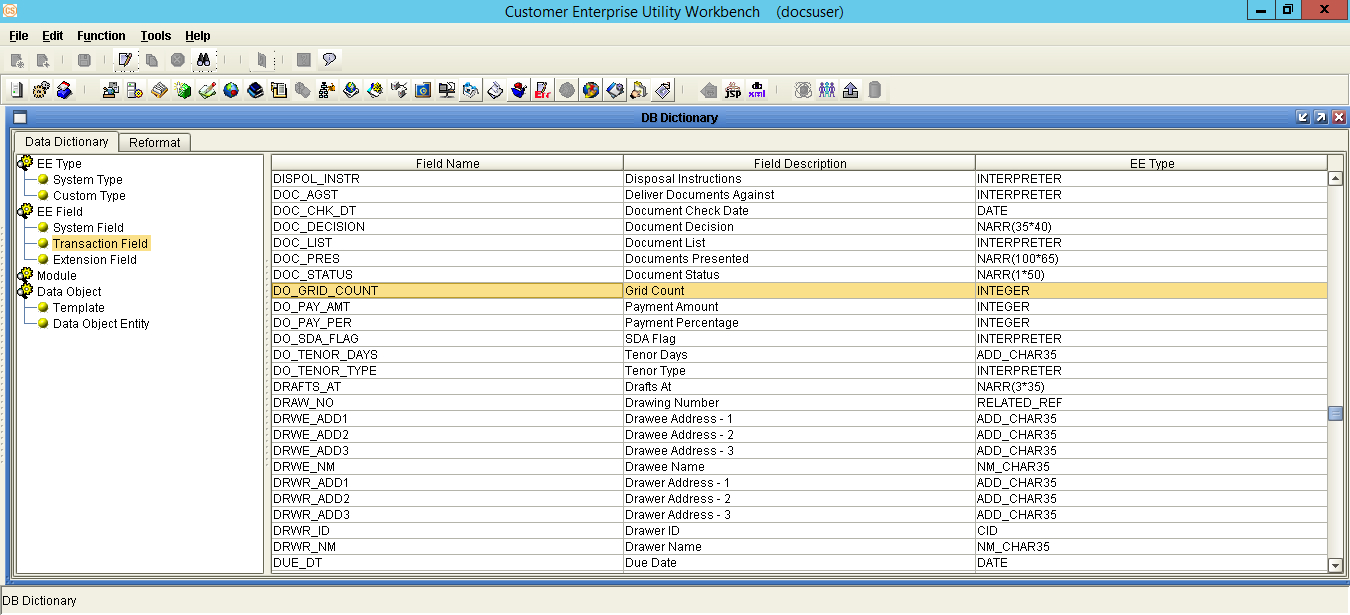 Customer Enterprise Utility Workbench (docsuser)
File Edit Function Tools Help
DB Dictionary
Data Dictionary Reformat
EE Type
System Type
Custom Type
EE Field
System Field
Transaction Field
Extension Field
Module
Data Object
Template
Data Object Entity
Field Name Field Description EE Type
DISPOL_INSTR Disposal Instructions INTERPRETER
DOC_AGST Deliver Documents Against INTERPRETER
DOC_CHK_DT Document Check Date DATE
DOC_DECISION Document Decision NARR(35*40)
DOC_LIST Document List INTERPRETER
DOC_PRES Documents Presented NARR(100*65)
DOC_STATUS Document Status NARR(1*50)
DO_GRID_COUNT Grid Count INTEGER
DO_PAY_AMT Payment Amount INTEGER
DO_PAY_PER Payment Percentage INTEGER
DO_SDA_FLAG SDA Flag INTERPRETER
DO_TENOR_DAYS Tenor Days ADD_CHAR35
DO_TENOR_TYPE Tenor Type INTERPRETER
DRAFTS_AT Drafts At NARR(3*35)
DRAW_NO Drawing Number RELATED_REF
DRWE_ADD1 Drawee Address - 1 ADD_CHAR35
DRWE_ADD2 Drawee Address - 2 ADD_CHAR35
DRWE_ADD3 Drawee Address - 3 ADD_CHAR35
DRWE_NM Drawee Name NM_CHAR35
DRWR_ADD1 Drawer Address - 1 ADD_CHAR35
DRWR_ADD2 Drawer Address - 2 ADD_CHAR35
DRWR_ADD3 Drawer Address - 3 ADD_CHAR35
DRWR_ID Drawer ID CID
DRWR_NM Drawer Name NM_CHAR35
DUE_DT Due Date DATE
DB Dictionary